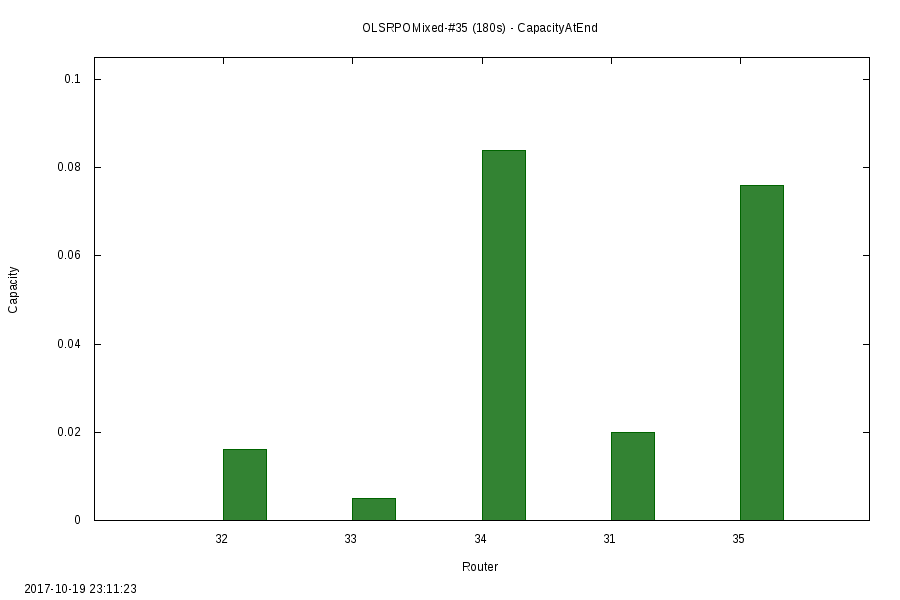 OLSRPOMixed-#35 (180s) - CapacityAtEnd
0.1
0.08
0.06
0.04
0.02
0
Capacity
32 33 34 31 35
Router
2017-10-19 23:11:23